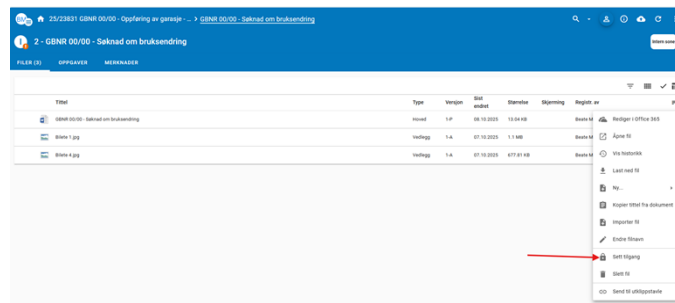 25/23831 GBNR 00/00 - Oppføring av garasje - ... > GBNR 00/00 - Søknad om bruksendring
2 - GBNR 00/00 - Søknad om bruksendring
FILER (3) OPPGAVER MERKNADER
Tittel Type Versjon Sist endret Størrelse Skjerming Registr. av
GBNR 00/00 - Søknad om bruksendring Hoved 1-P 09.10.2025 13.04 KB Beate M
Bilete 1.jpg Vedlegg 1-A 07.10.2025 1.1 MB Beate M
Bilete 4.jpg Vedlegg 1-A 07.10.2025 677.81 KB Beate M
Rediger i Office 365
Åpne fil
Vis historikk
Last ned fil
Ny...
Kopier tittel fra dokument
Importer fil
Endre filnavn
Sett tilgang
Slett fil
Send til utklippstavle